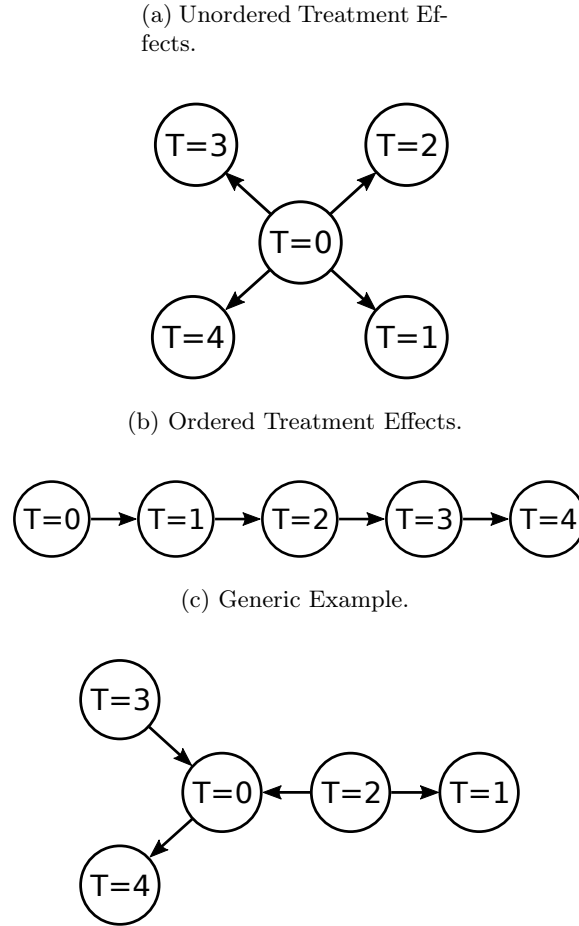 (a) Unordered Treatment Ef-
fects.
T=3 T=2
T=0
T=4 T=1
(b) Ordered Treatment Effects.
T=0 T=1 T=2 T=3 T=4
(c) Generic Example.
T=3
T=0 T=2 T=1
T=4